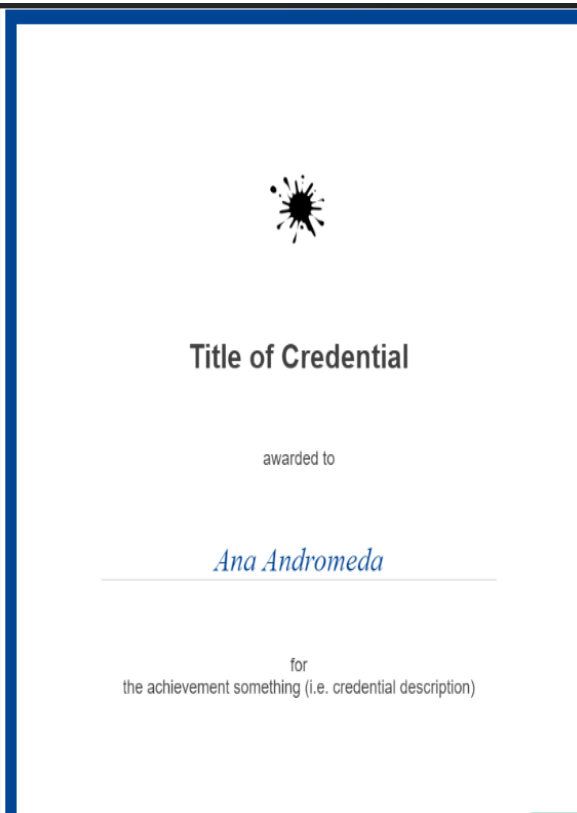 Title of Credential
awarded to
Ana Andromeda
for
the achievement something (i.e. credential description)